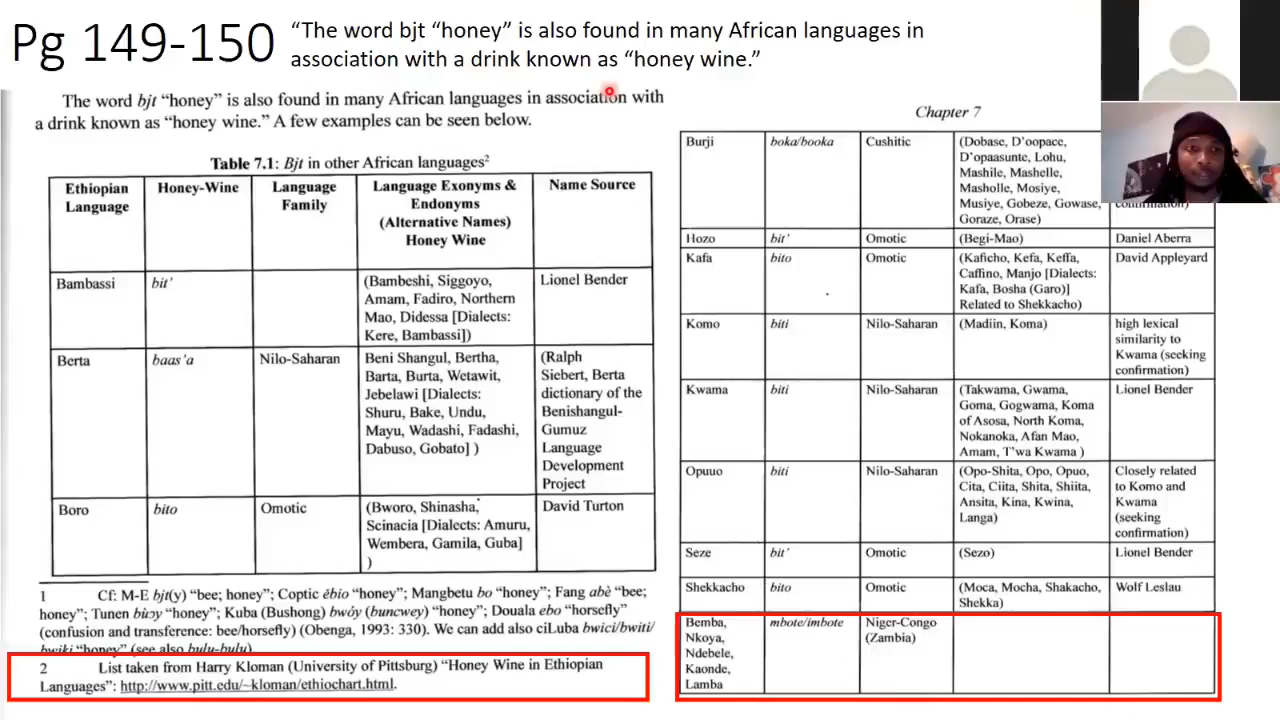 Pg 149-150
“The word bjt “honey” is also found in many African languages in
association with a drink known as “honey wine.”
The word bjt “honey” is also found in many African languages in association with
a drink known as “honey wine.” A few examples can be seen below.
Table 7.1: Bjt in other African languages2
Ethiopian
Language
Honey-Wine
Language
Family
Language Exonyms &
Endonyms
(Alternative Names)
Honey Wine
Name Source
Bambassi
bit’
(Bambeshi, Siggoyo,
Amam, Fadiro, Northern
Mao, Didessa [Dialects:
Kere, Bambassi])
Lionel Bender
Berta
baas’a
Nilo-Saharan
Beni Shangul, Bertha,
Barta, Burta, Wetawit,
Jebelawi [Dialects:
Shuru, Bake, Undu,
Mayu, Wadashi, Fadashi,
Dabuso, Gobato] )
(Ralph
Siebert, Berta
dictionary of the
Benishangul-
Gumuz
Language
Development
Project
Boro
bito
Omotic
(Bworo, Shinasha,
Scinacia [Dialects: Amuru,
Wembera, Gamila, Guba]
)
David Turton
1 Cf: M-E bjt(y) “bee; honey”; Coptic èbio “honey”; Mangbetu bo “honey”; Fang abè “bee;
honey”; Tunen “honey”; Kuba (Bushong) bwóy (buncwey) “honey”; Douala ebo “horsefly”
(confusion and transference: bee/horsefly) (Obenga, 1993: 330). We can add also ciLuba bwici/bwiti/
bwiki “honey” (see also bulu-bulu).
2 List taken from Harry Kloman (University of Pittsburg) “Honey Wine in Ethiopian
Languages”: http://www.pitt.edu/~kloman/ethiochart.html.
Chapter 7
Burji
boka/booka
Cushitic
(Dobase, D’oopace,
D’opaasunte, Lohu,
Mashile, Mashelle,
Masholle, Mosiye,
Musiye, Gobeze, Gowase,
Goraze, Orase)
confirmation)
Hozo
bit’
Omotic
(Begi-Mao)
Daniel Aberra
Kafa
bito
Omotic
(Kaficho, Kefa, Keffa,
Caffino, Manjo [Dialects:
Kafa, Bosha (Garo)]
Related to Shekkacho)
David Appleyard
Komo
biti
Nilo-Saharan
(Madiin, Koma)
high lexical
similarity to
Kwama (seeking
confirmation)
Kwama
biti
Nilo-Saharan
(Takwama, Gwama,
Goma, Gogwama, Koma
of Asosa, North Koma,
Nokanoka, Afan Mao,
Amam, T’wa Kwama )
Lionel Bender
Opuuo
biti
Nilo-Saharan
(Opo-Shita, Opo, Opuo,
Cita, Ciita, Shita, Shiita,
Ansita, Kina, Kwina,
Langa)
Closely related
to Komo and
Kwama
(seeking
confirmation)
Seze
bit’
Omotic
(Sezo)
Lionel Bender
Shekkacho
bito
Omotic
(Moca, Mocha, Shakacho,
Shekka)
Wolf Leslau
Bemba,
Nkoya,
Ndebele,
Kaonde,
Lamba
mbote/imbote
Niger-Congo
(Zambia)